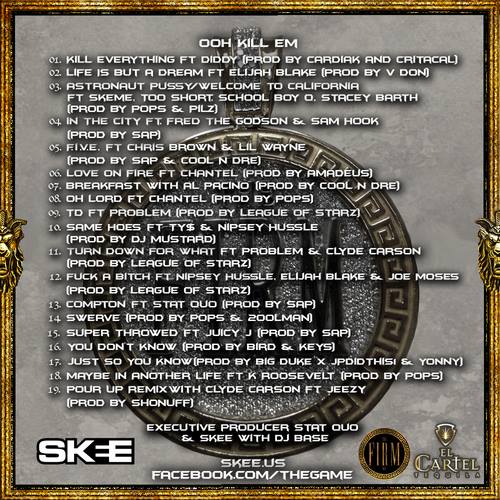 OOH KILL EM
01. KILL EVERYTHING FT DIDDY (PROD BY CARDIAK AND CRITACAL)
02. LIFE IS BUT A DREAM FT ELIJAH BLAKE (PROD BY V DON)
03. ASTRONAUT PUSSY/WELCOME TO CALIFORNIA
FT SKEME, TOO SHORT, SCHOOL BOY Q, STACEY BARTH
(PROD BY POPS & PILZ)
04. IN THE CITY FT. FRED THE GODSON & SAM HOOK
(PROD BY SAP)
05. F.I.V.E. FT CHRIS BROWN & LIL WAYNE
(PROD BY SAP & COOL N DRE)
06. LOVE ON FIRE FT CHANTEL (PROD BY AMADEUS)
07. BREAKFAST WITH AL PACINO (PROD BY COOL N DRE)
08. OH LORD FT CHANTEL (PROD BY POPS)
09. TD FT PROBLEM (PROD BY LEAGUE OF STARZ)
10. SAME HOES FT TY$ & NIPSEY HUSSLE
(PROD BY DJ MUSTARD)
11. TURN DOWN FOR WHAT FT PROBLEM & CLYDE CARSON
(PROD BY LEAGUE OF STARZ)
12. FUCK A BITCH FT NIPSEY HUSSLE, ELIJAH BLAKE & JOE MOSES
(PROD BY LEAGUE OF STARZ)
13. COMPTON FT STAT QUO (PROD BY SAP)
14. SWERVE (PROD BY POPS & 200LMAN)
15. SUPER THROWED FT JUICY J (PROD BY SAP)
16. YOU DON'T KNOW (PROD BY BIRD & KEYS)
17. JUST SO YOU KNOW(PROD BY BIG DUKE X JPDIDTHIS1 & YONNY)
18. MAYBE IN ANOTHER LIFE FT K ROOSEVELT (PROD BY POPS)
19. POUR UP REMIX WITH CLYDE CARSON FT JEEZY
(PROD BY SHONUFF)
EXECUTIVE PRODUCER STAT QUO
& SKEE WITH DJ BASE
SKEE
SKEE.US
FACEBOOK.COM/THEGAME
FIRM
EL
CARTEL
TEQUILA